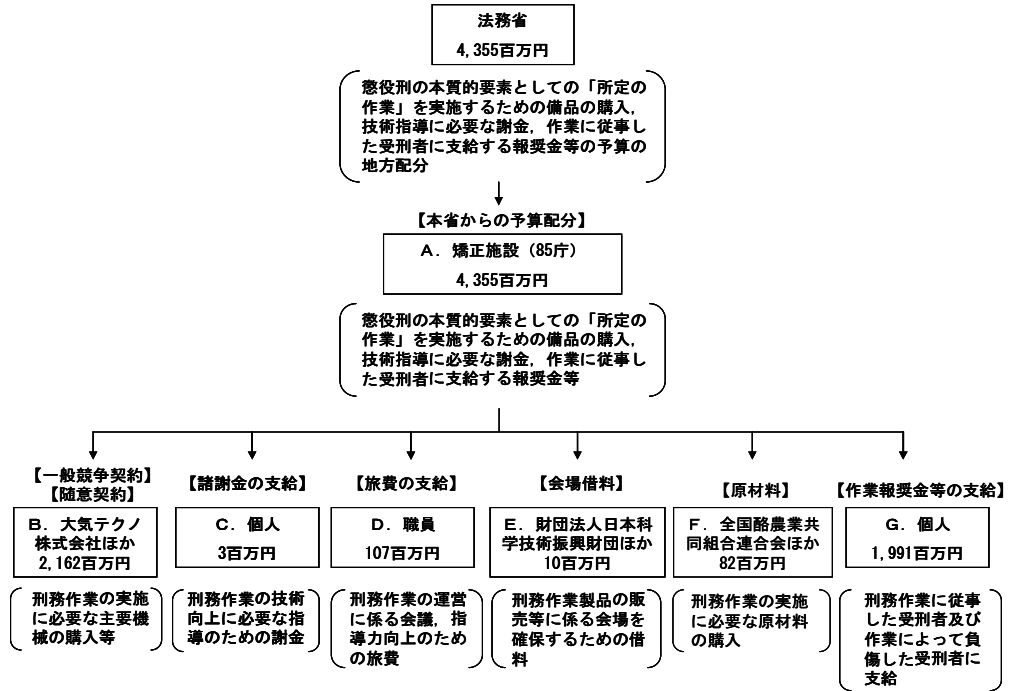 法務省
4,355百万円
懲役刑の本質的要素としての「所定の
作業」を実施するための備品の購入，
技術指導に必要な謝金，作業に従事し
た受刑者に支給する報奨金等の予算の
地方配分
【本省からの予算配分】
A．矯正施設（85庁）
4,355百万円
懲役刑の本質的要素としての「所定の
作業」を実施するための備品の購入，
技術指導に必要な謝金，作業に従事し
た受刑者に支給する報奨金等
【一般競争契約】
【随意契約】
B．大気テクノ
株式会社ほか
2,162百万円
刑務作業の実施
に必要な主要機
械の購入等
【諸謝金の支給】
C．個人
3百万円
刑務作業の技術
向上に必要な指
導のための謝金
【旅費の支給】
D．職員
107百万円
刑務作業の運営
に係る会議，指
導力向上のため
の旅費
【会場借料】
E．財団法人日本科
学技術振興財団ほか
10百万円
刑務作業製品の販
売等に係る会場を
確保するための借
料
【原材料】
F．全国酪農業共
同組合連合会ほか
82百万円
刑務作業の実施
に必要な原材料
の購入
【作業報奨金等の支給】
G．個人
1,991百万円
刑務作業に従事
した受刑者及び
作業によって負
傷した受刑者に
支給